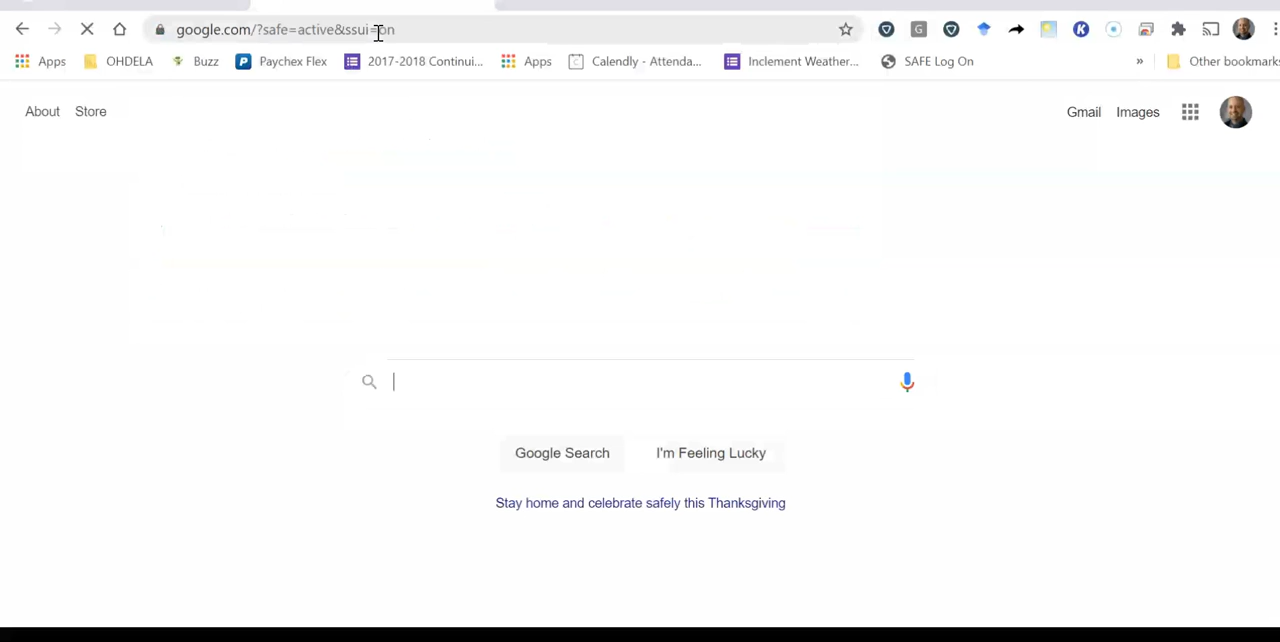 google.com/?safe=active&ssui=on
Apps OHDELA Buzz Paychex Flex 2017-2018 Continui... Apps Calendly - Attenda... Inclement Weather... SAFE Log On » Other bookmarks
About Store Gmail Images
Google Search I'm Feeling Lucky
Stay home and celebrate safely this Thanksgiving